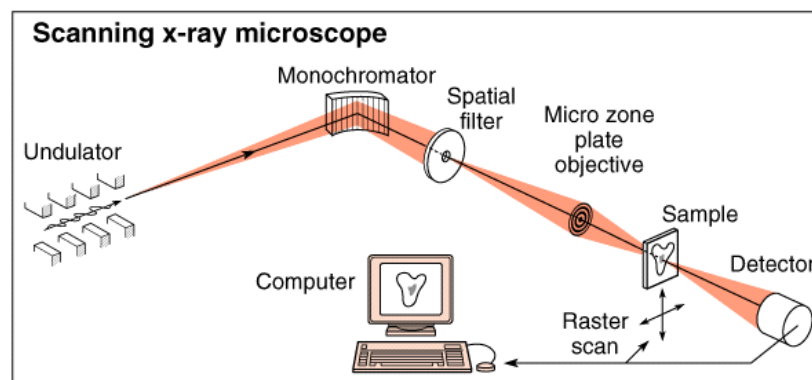 Scanning x-ray microscope
Monochromator
Spatial
filter
Micro zone
plate
objective
Undulator
Sample
Detector
Computer
Raster
scan